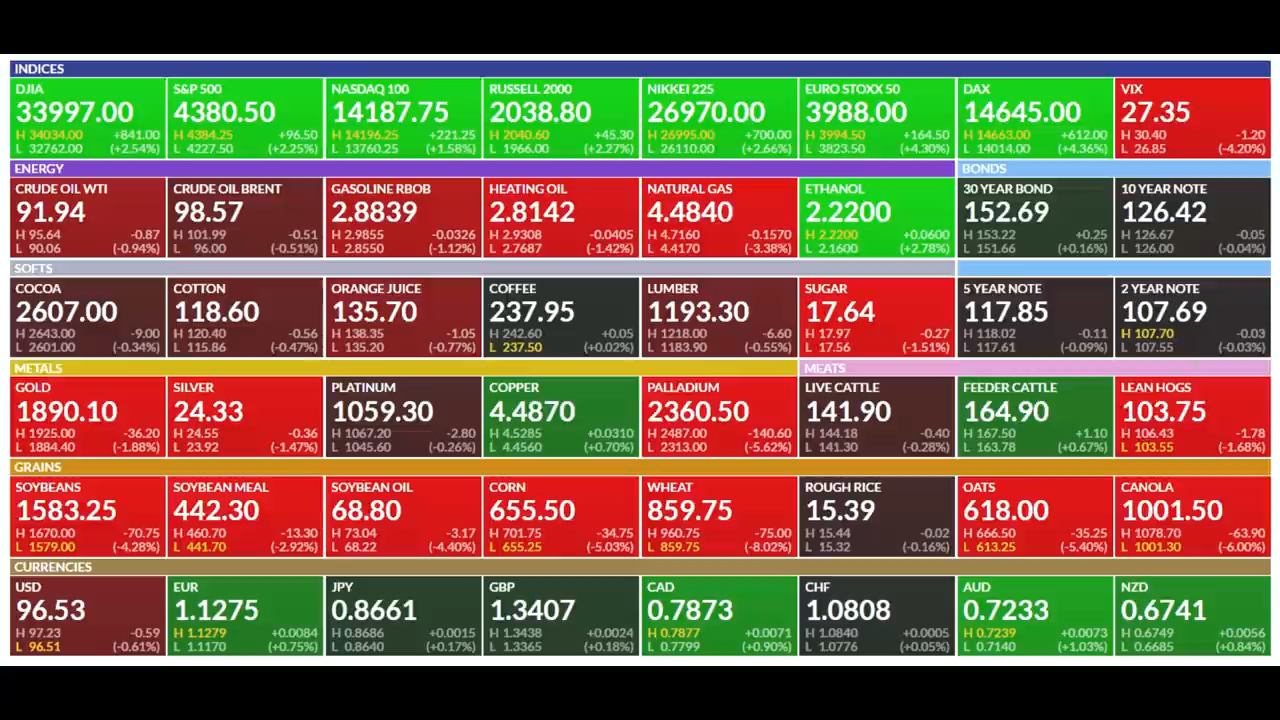 INDICES
DJIA S&P 500 NASDAQ 100 RUSSELL 2000 NIKKEI 225 EURO STOXX 50 DAX VIX
33997.00 4380.50 14187.75 2038.80 26970.00 3988.00 14645.00 27.35
H 34034.00 +841.00 H 4384.25 +96.50 H 14196.25 +221.25 H 2040.60 +45.30 H 26995.00 +700.00 H 3994.50 +164.50 H 14663.00 +612.00 H 30.40 -1.20
L 32762.00 (+2.54%) L 4227.50 (+2.25%) L 13760.25 (+1.58%) L 1966.00 (+2.27%) L 26110.00 (+2.66%) L 3823.50 (+4.30%) L 14014.00 (+4.36%) L 26.85 (-4.20%)
ENERGY BONDS
CRUDE OIL WTI CRUDE OIL BRENT GASOLINE RBOB HEATING OIL NATURAL GAS ETHANOL 30 YEAR BOND 10 YEAR NOTE
91.94 98.57 2.8839 2.8142 4.4840 2.2200 152.69 126.42
H 95.64 -0.87 H 101.99 -0.51 H 2.9855 -0.0326 H 2.9308 -0.0405 H 4.7160 -0.1570 H 2.2200 +0.0600 H 153.22 +0.25 H 126.67 -0.05
L 90.06 (-0.94%) L 96.00 (-0.51%) L 2.8550 (-1.12%) L 2.7687 (-1.42%) L 4.4170 (-3.38%) L 2.1600 (+2.78%) L 151.66 (+0.16%) L 126.00 (-0.04%)
SOFTS
COCOA COTTON ORANGE JUICE COFFEE LUMBER SUGAR 5 YEAR NOTE 2 YEAR NOTE
2607.00 118.60 135.70 237.95 1193.30 17.64 117.85 107.69
H 2643.00 -9.00 H 120.40 -0.56 H 138.35 -1.05 H 242.60 +0.05 H 1218.00 -6.60 H 17.97 -0.27 H 118.02 -0.11 H 107.70 -0.03
L 2601.00 (-0.34%) L 115.86 (-0.47%) L 135.20 (-0.77%) L 237.50 (+0.02%) L 1183.90 (-0.55%) L 17.56 (-1.51%) L 117.61 (-0.09%) L 107.55 (-0.03%)
METALS MEATS
GOLD SILVER PLATINUM COPPER PALLADIUM LIVE CATTLE FEEDER CATTLE LEAN HOGS
1890.10 24.33 1059.30 4.4870 2360.50 141.90 164.90 103.75
H 1925.00 -36.20 H 24.55 -0.36 H 1067.20 -2.80 H 4.5285 +0.0310 H 2487.00 -140.60 H 144.18 -0.40 H 167.50 +1.10 H 106.43 -1.78
L 1884.40 (-1.88%) L 23.92 (-1.47%) L 1045.60 (-0.26%) L 4.4560 (+0.70%) L 2313.00 (-5.62%) L 141.30 (-0.28%) L 163.78 (+0.67%) L 103.55 (-1.68%)
GRAINS
SOYBEANS SOYBEAN MEAL SOYBEAN OIL CORN WHEAT ROUGH RICE OATS CANOLA
1583.25 442.30 68.80 655.50 859.75 15.39 618.00 1001.50
H 1670.00 -70.75 H 460.70 -13.30 H 73.04 -3.17 H 701.75 -34.75 H 960.75 -75.00 H 15.44 -0.02 H 666.50 -35.25 H 1078.70 -63.90
L 1579.00 (-4.28%) L 441.70 (-2.92%) L 68.22 (-4.40%) L 655.25 (-5.03%) L 859.75 (-8.02%) L 15.32 (-0.16%) L 613.25 (-5.40%) L 1001.30 (-6.00%)
CURRENCIES
USD EUR JPY GBP CAD CHF AUD NZD
96.53 1.1275 0.8661 1.3407 0.7873 1.0808 0.7233 0.6741
H 97.23 -0.59 H 1.1279 +0.0084 H 0.8686 +0.0015 H 1.3438 +0.0024 H 0.7877 +0.0071 H 1.0840 +0.0005 H 0.7239 +0.0073 H 0.6749 +0.0056
L 96.51 (-0.61%) L 1.1170 (+0.75%) L 0.8640 (+0.17%) L 1.3365 (+0.18%) L 0.7799 (+0.90%) L 1.0776 (+0.05%) L 0.7140 (+1.03%) L 0.6685 (+0.84%)